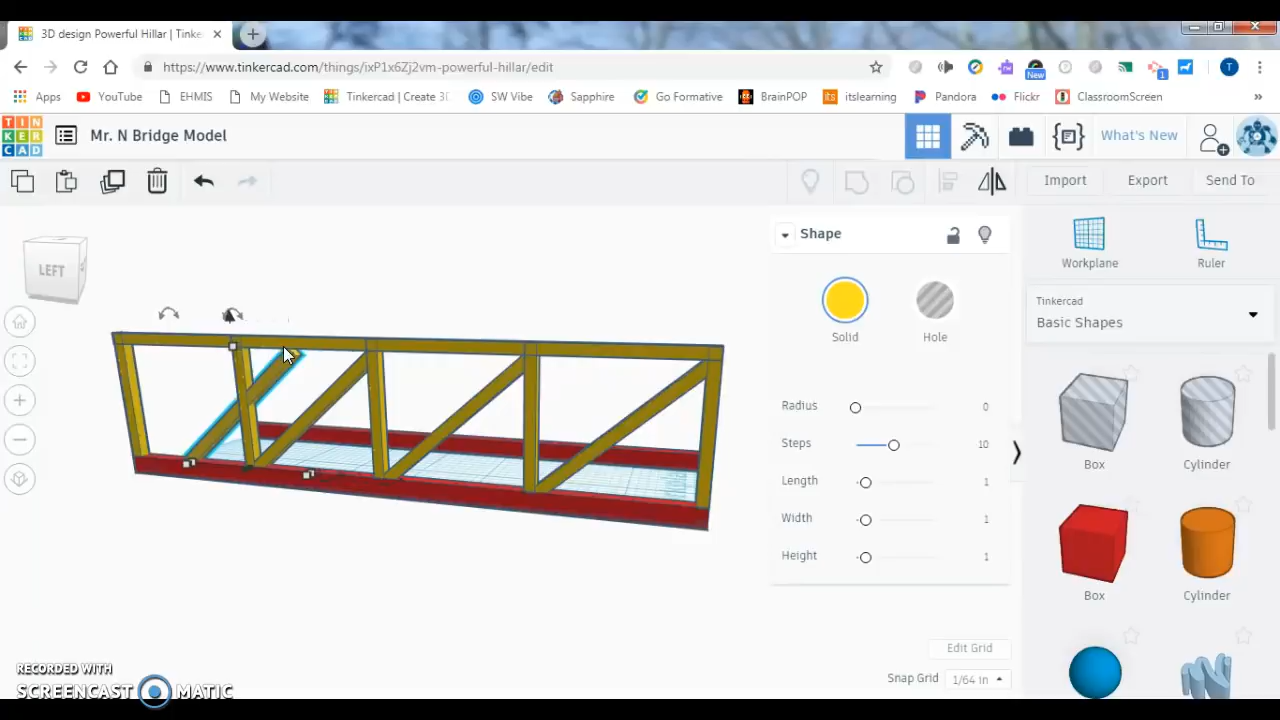 3D design Powerful Hillar | Tinke
https://www.tinkercad.com/things/ixP1x6Zj2vm-powerful-hillar/edit
New
1
T
Apps YouTube EHMIS My Website Tinkercad | Create 3D SW Vibe Sapphire Go Formative BrainPOP its itslearning Pandora Flickr ClassroomScreen »
TIN
KER
CAD
Mr. N Bridge Model
What's New
Import Export Send To
LEFT
Shape
Solid Hole
Radius 0
Steps 10
Length 1
Width 1
Height 1
Edit Grid
Snap Grid 1/64 in
Workplane Ruler
Tinkercad
Basic Shapes
Box Cylinder
Box Cylinder
RECORDED WITH
SCREENCAST MATIC